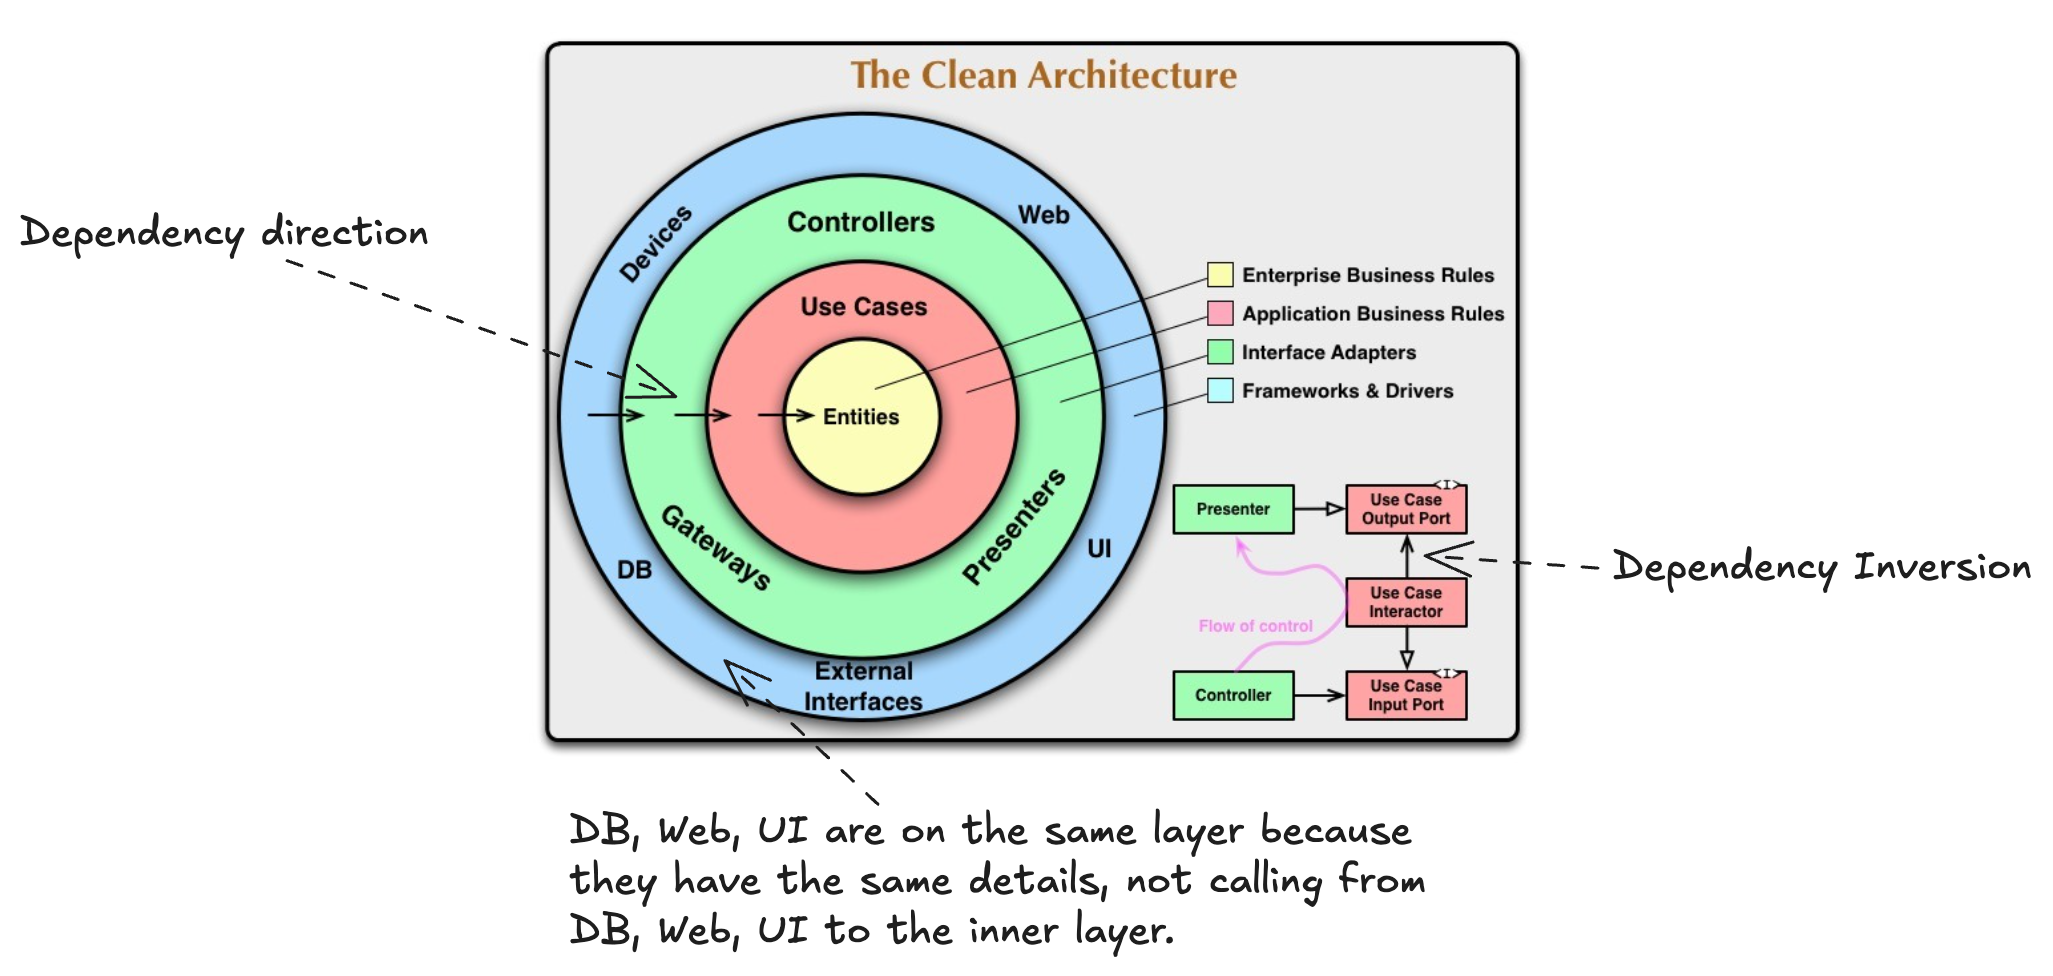 The Clean Architecture
Dependency direction
Devices
Web
Controllers
Use Cases
Entities
Gateways
Presenters
DB
UI
External
Interfaces
Enterprise Business Rules
Application Business Rules
Interface Adapters
Frameworks & Drivers
Presenter
<I>
Use Case
Output Port
Flow of control
Use Case
Interactor
Controller
<I>
Use Case
Input Port
Dependency Inversion
DB, Web, UI are on the same layer because
they have the same details, not calling from
DB, Web, UI to the inner layer.